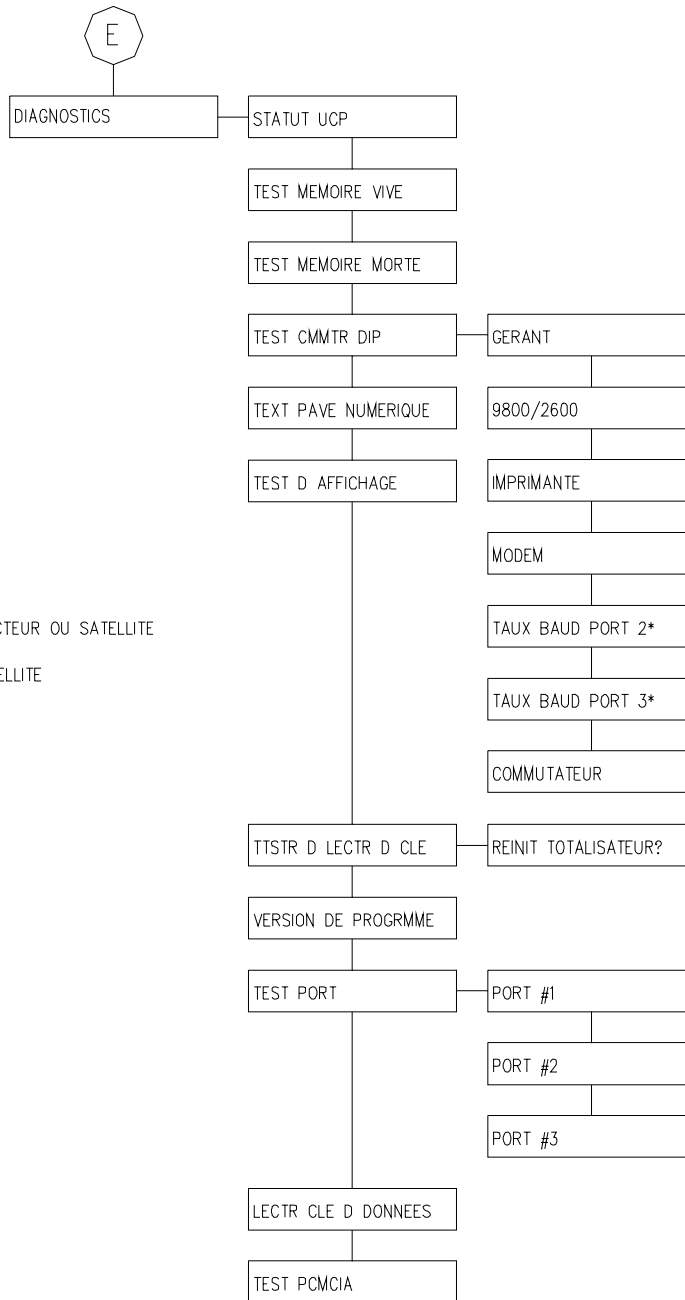 E
DIAGNOSTICS
STATUT UCP
TEST MEMOIRE VIVE
TEST MEMOIRE MORTE
TEST CMMTR DIP
GERANT
TEXT PAVE NUMERIQUE
9800/2600
TEST D AFFICHAGE
IMPRIMANTE
MODEM
CTEUR OU SATELLITE
TAUX BAUD PORT 2*
ELLITE
TAUX BAUD PORT 3*
COMMUTATEUR
TTSTR D LECTR D CLE
REINIT TOTALISATEUR?
VERSION DE PROGRMME
TEST PORT
PORT #1
PORT #2
PORT #3
LECTR CLE D DONNEES
TEST PCMCIA